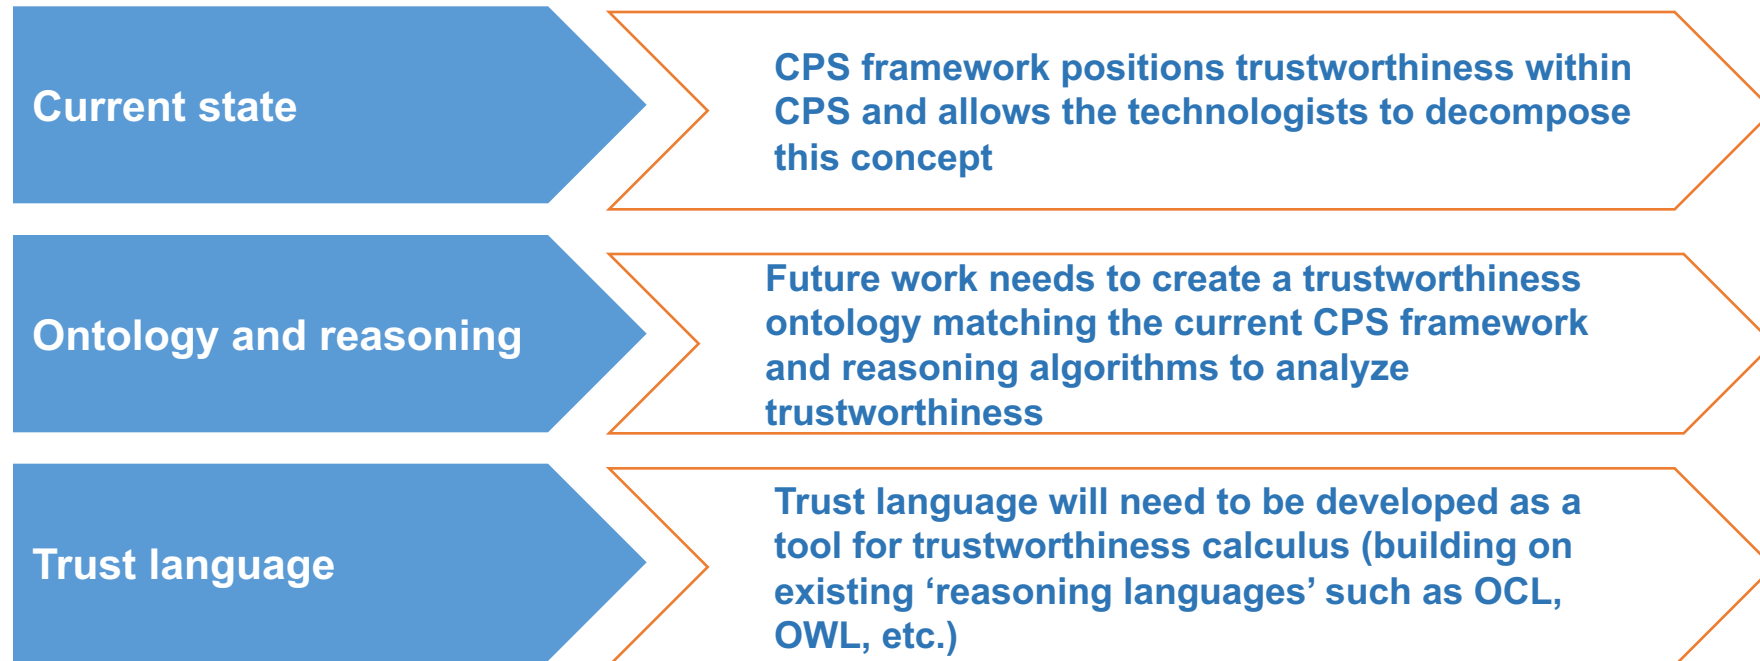 Current state
CPS framework positions trustworthiness within
CPS and allows the technologists to decompose
this concept
Ontology and reasoning
Future work needs to create a trustworthiness
ontology matching the current CPS framework
and reasoning algorithms to analyze
trustworthiness
Trust language
Trust language will need to be developed as a
tool for trustworthiness calculus (building on
existing ‘reasoning languages’ such as OCL,
OWL, etc.)